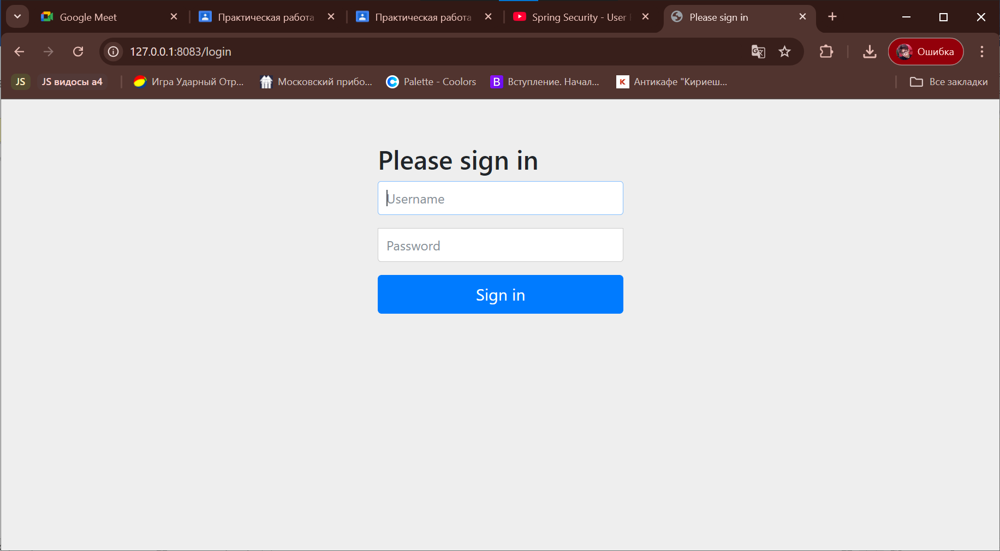 Google Meet
Практическая работа
Практическая работа
Spring Security - User
Please sign in
127.0.0.1:8083/login
Ошибка
JS
JS видосы а4
Игра Ударный Отр...
Московский прибо...
Palette - Coolors
B
Вступление. Начал...
K
Антикафе "Кириеш...
Все закладки
Please sign in
Username
Password
Sign in